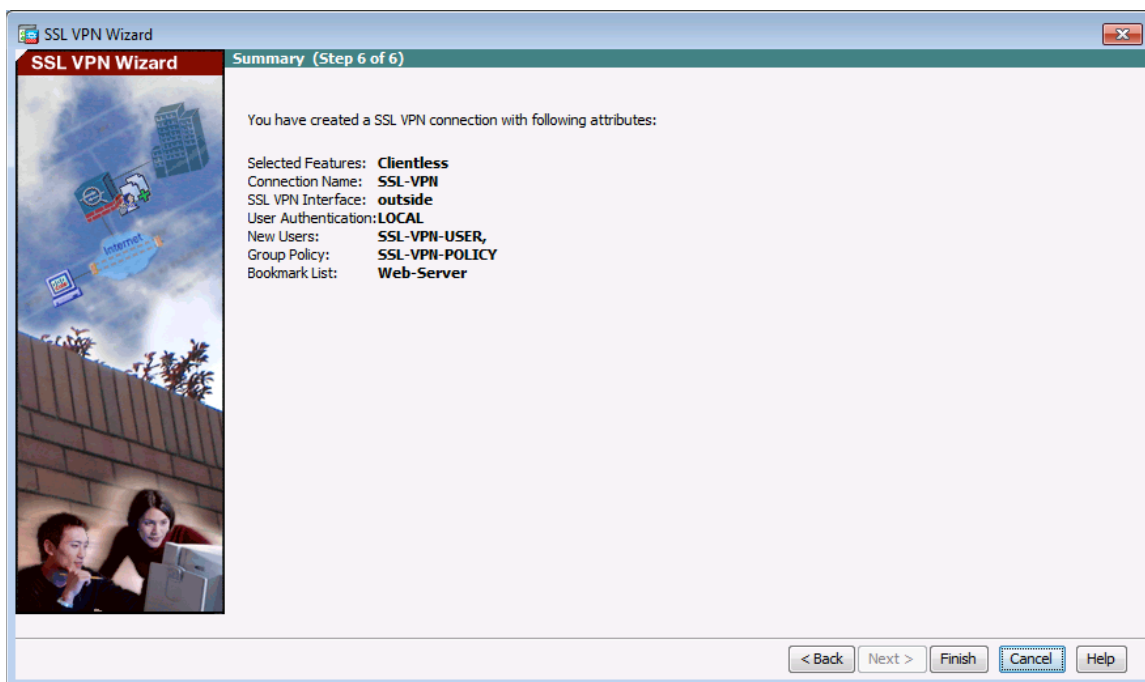 SSL VPN Wizard
SSL VPN Wizard
Summary (Step 6 of 6)
Internet
You have created a SSL VPN connection with following attributes:
Selected Features: Clientless
Connection Name: SSL-VPN
SSL VPN Interface: outside
User Authentication: LOCAL
New Users: SSL-VPN-USER,
Group Policy: SSL-VPN-POLICY
Bookmark List: Web-Server
< Back Next > Finish Cancel Help